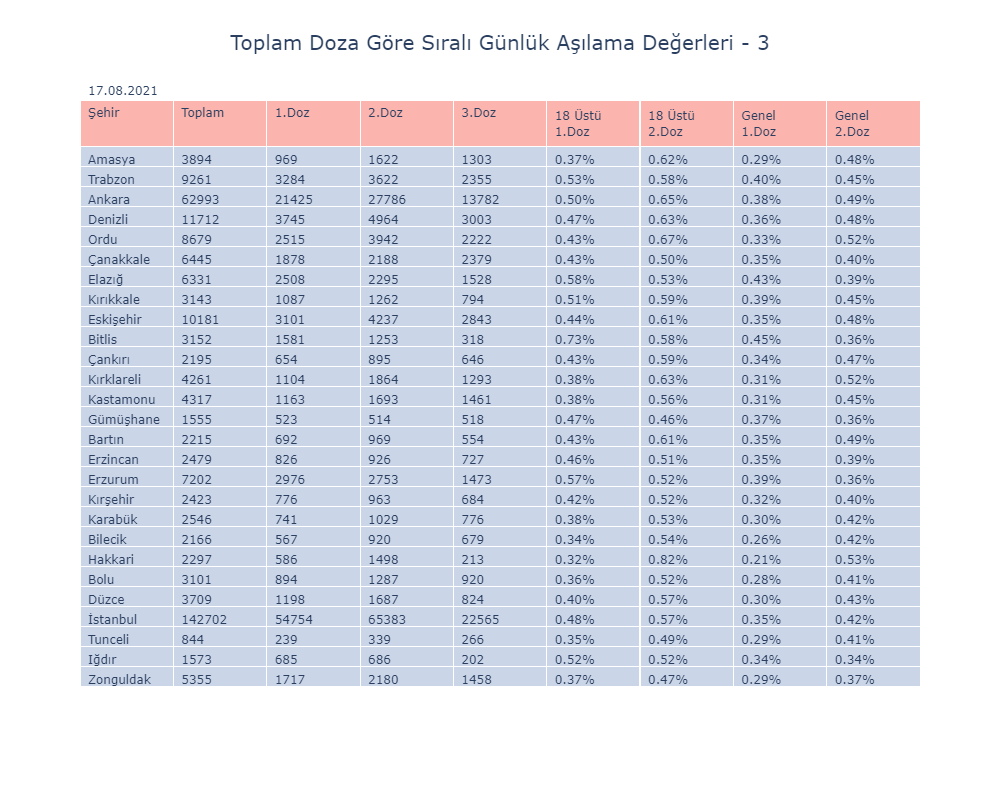 Toplam Doza Göre Sıralı Günlük Aşılama Değerleri - 3
17.08.2021
Şehir Toplam 1.Doz 2.Doz 3.Doz 18 Üstü 1.Doz 18 Üstü 2.Doz Genel 1.Doz Genel 2.Doz
Amasya 3894 969 1622 1303 0.37% 0.62% 0.29% 0.48%
Trabzon 9261 3284 3622 2355 0.53% 0.58% 0.40% 0.45%
Ankara 62993 21425 27786 13782 0.50% 0.65% 0.38% 0.49%
Denizli 11712 3745 4964 3003 0.47% 0.63% 0.36% 0.48%
Ordu 8679 2515 3942 2222 0.43% 0.67% 0.33% 0.52%
Çanakkale 6445 1878 2188 2379 0.43% 0.50% 0.35% 0.40%
Elazığ 6331 2508 2295 1528 0.58% 0.53% 0.43% 0.39%
Kırıkkale 3143 1087 1262 794 0.51% 0.59% 0.39% 0.45%
Eskişehir 10181 3101 4237 2843 0.44% 0.61% 0.35% 0.48%
Bitlis 3152 1581 1253 318 0.73% 0.58% 0.45% 0.36%
Çankırı 2195 654 895 646 0.43% 0.59% 0.34% 0.47%
Kırklareli 4261 1104 1864 1293 0.38% 0.63% 0.31% 0.52%
Kastamonu 4317 1163 1693 1461 0.38% 0.56% 0.31% 0.45%
Gümüşhane 1555 523 514 518 0.47% 0.46% 0.37% 0.36%
Bartın 2215 692 969 554 0.43% 0.61% 0.35% 0.49%
Erzincan 2479 826 926 727 0.46% 0.51% 0.35% 0.39%
Erzurum 7202 2976 2753 1473 0.57% 0.52% 0.39% 0.36%
Kırşehir 2423 776 963 684 0.42% 0.52% 0.32% 0.40%
Karabük 2546 741 1029 776 0.38% 0.53% 0.30% 0.42%
Bilecik 2166 567 920 679 0.34% 0.54% 0.26% 0.42%
Hakkari 2297 586 1498 213 0.32% 0.82% 0.21% 0.53%
Bolu 3101 894 1287 920 0.36% 0.52% 0.28% 0.41%
Düzce 3709 1198 1687 824 0.40% 0.57% 0.30% 0.43%
İstanbul 142702 54754 65383 22565 0.48% 0.57% 0.35% 0.42%
Tunceli 844 239 339 266 0.35% 0.49% 0.29% 0.41%
Iğdır 1573 685 686 202 0.52% 0.52% 0.34% 0.34%
Zonguldak 5355 1717 2180 1458 0.37% 0.47% 0.29% 0.37%